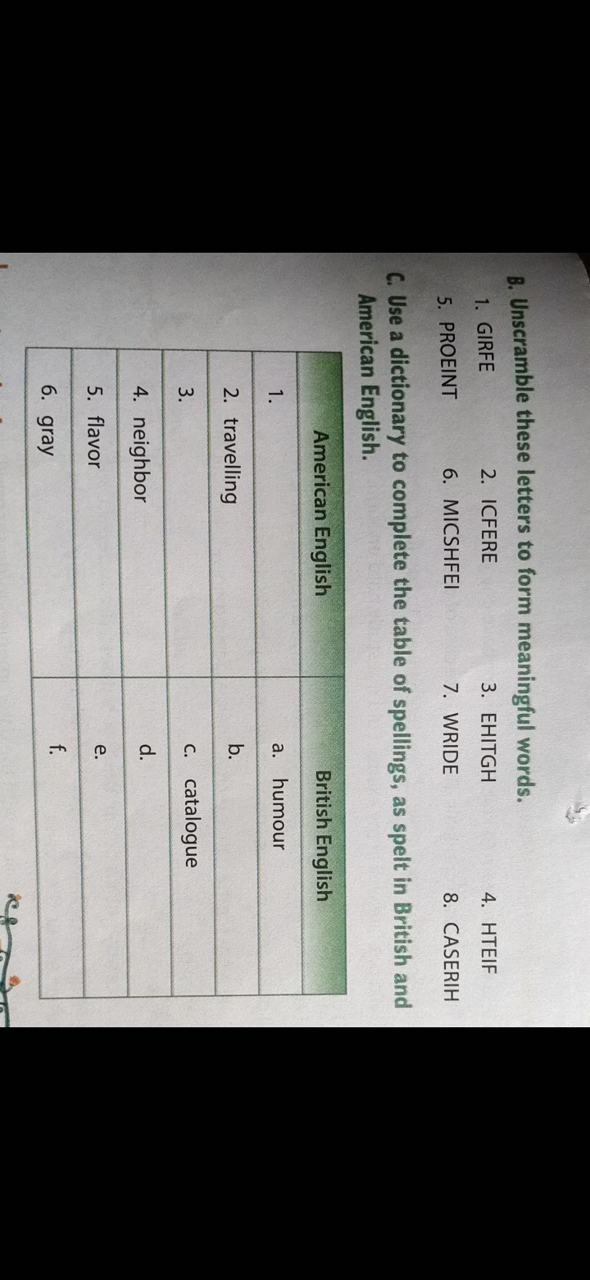 B. Unscramble these letters to form meaningful words.
1. GIRFE 2. ICFERE 3. EHITGH 4. HTEIF
5. PROEINT 6. MICSHFEI 7. WRIDE 8. CASERIH
C. Use a dictionary to complete the table of spellings, as spelt in British and
American English.
American English British English
1. a. humour
2. travelling b.
3. c. catalogue
4. neighbor d.
5. flavor e.
6. gray f.